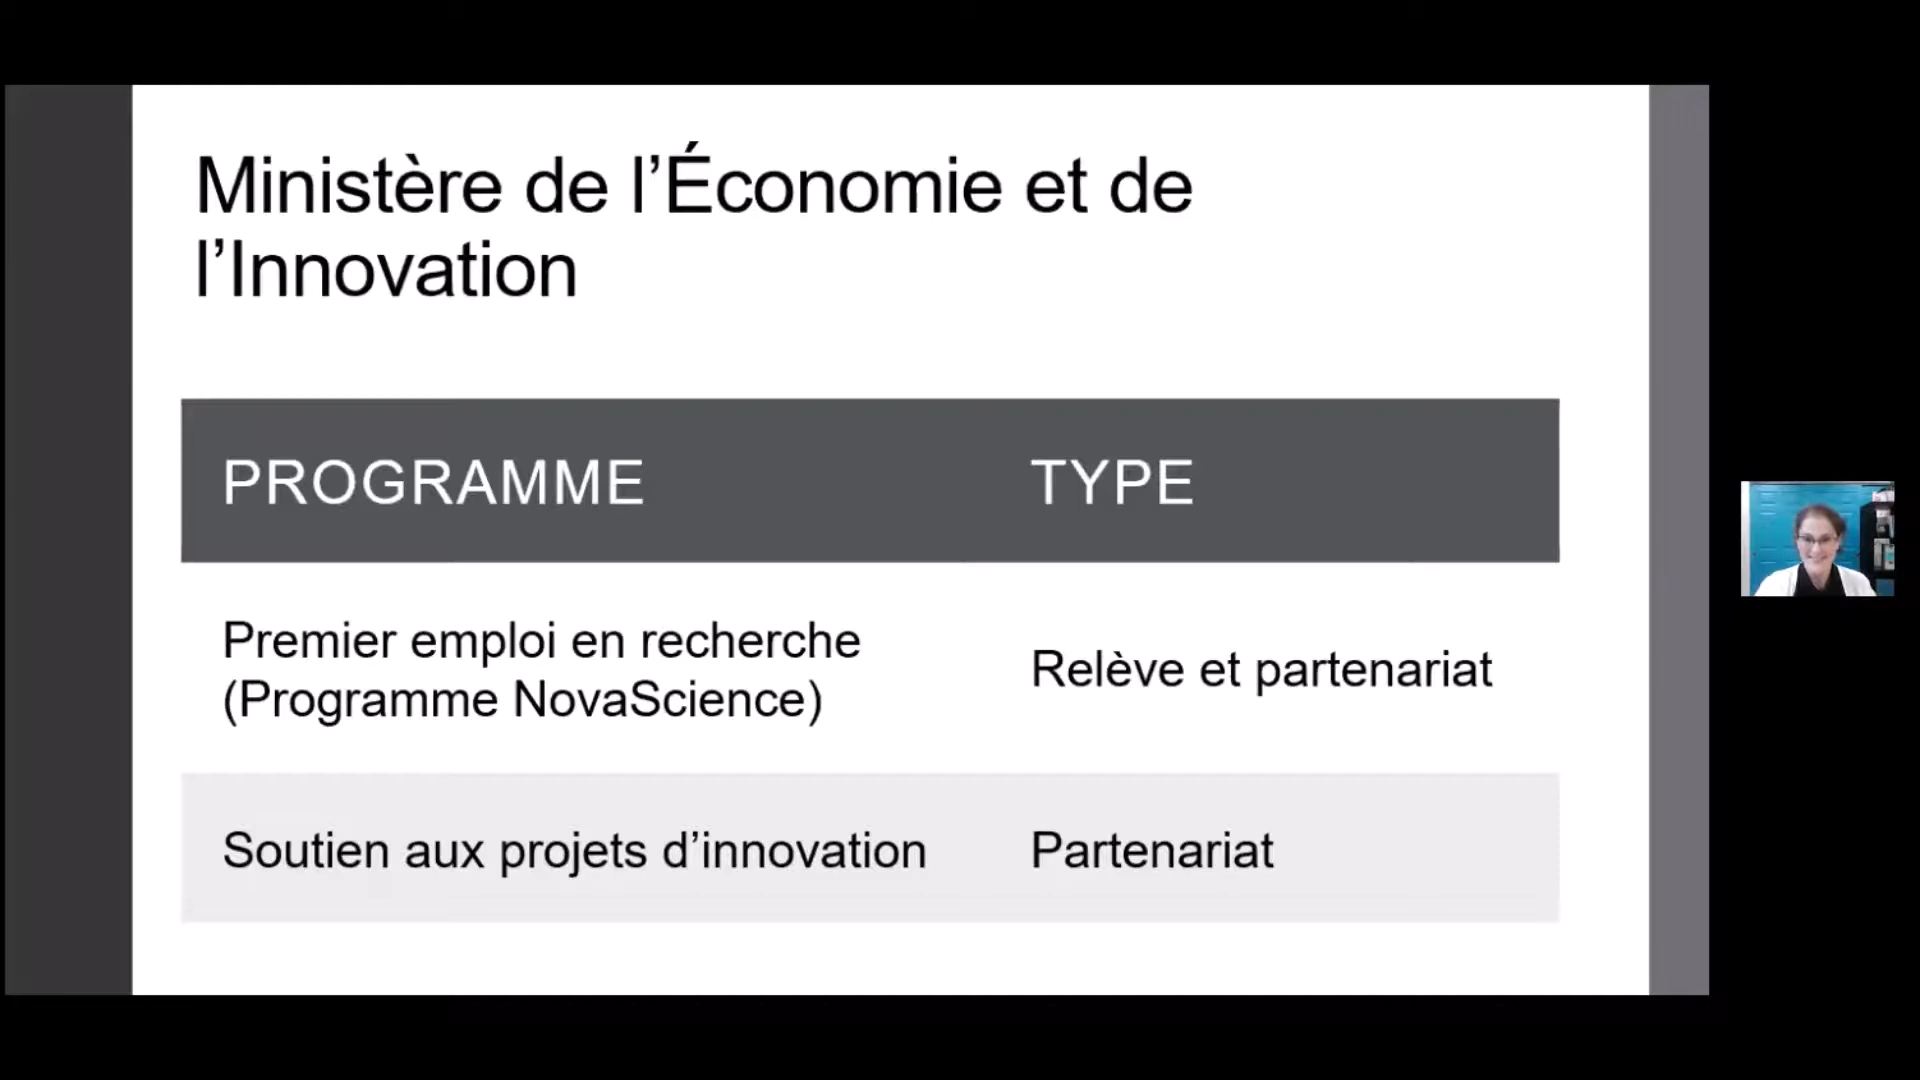 Ministère de l’Économie et de
l’Innovation
PROGRAMME TYPE
Premier emploi en recherche
(Programme NovaScience)
Relève et partenariat
Soutien aux projets d’innovation Partenariat